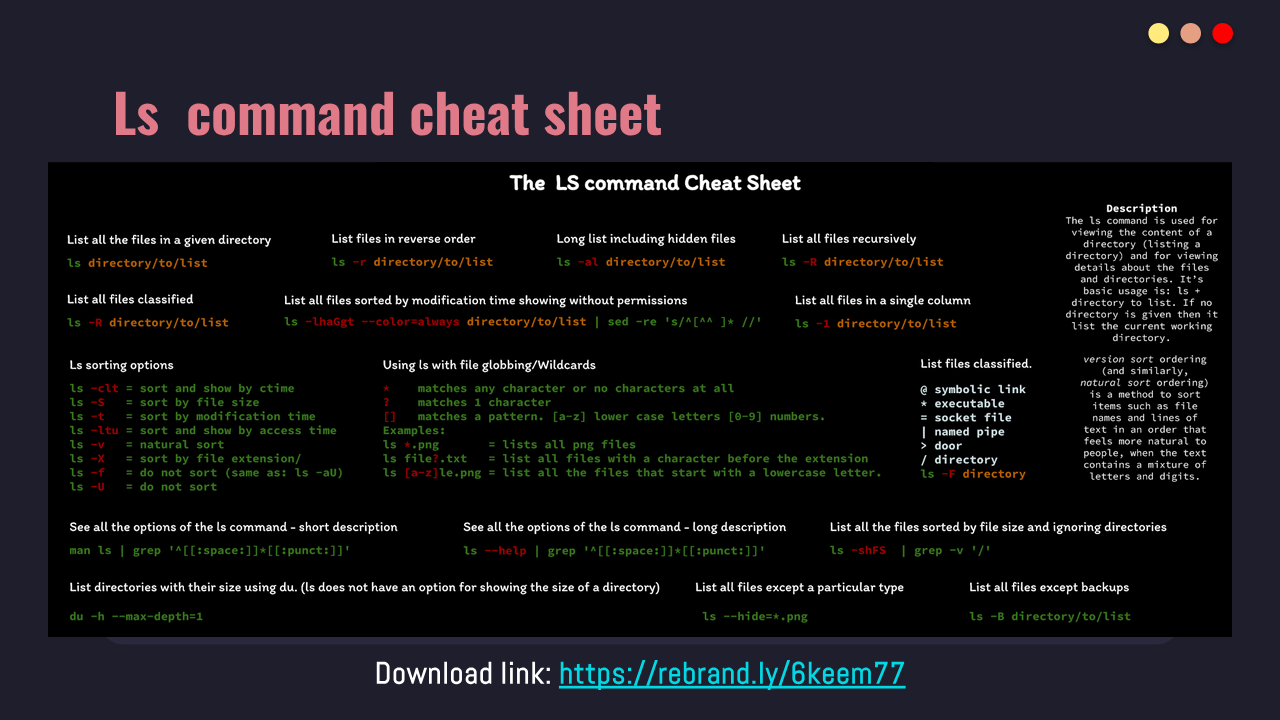 Ls  command cheat sheet
The  LS command Cheat Sheet
Description
The ls command is used for
viewing the content of a
directory (listing a
directory) and for viewing
details about the files
and directories. It's
basic usage is: ls +
directory to list. If no
directory is given then it
list the current working
directory.
version sort ordering
(and similarly,
natural sort ordering)
is a method to sort
items such as file
names and lines of
text in an order that
feels more natural to
people, when the text
contains a mixture of
letters and digits.
List all the files in a given directory
ls directory/to/list
List files in reverse order
ls -r directory/to/list
Long list including hidden files
ls -al directory/to/list
List all files recursively
ls -R directory/to/list
List all files classified
ls -R directory/to/list
List all files sorted by modification time showing without permissions
ls -lhaGgt --color=always directory/to/list | sed -re 's/^[^^ ]* //'
List all files in a single column
ls -1 directory/to/list
Ls sorting options
ls -clt = sort and show by ctime
ls -S   = sort by file size
ls -t   = sort by modification time
ls -ltu = sort and show by access time
ls -v   = natural sort
ls -X   = sort by file extension/
ls -f   = do not sort (same as: ls -aU)
ls -U   = do not sort
Using ls with file globbing/Wildcards
*    matches any character or no characters at all
?    matches 1 character
[]   matches a pattern. [a-z] lower case letters [0-9] numbers.
Examples:
ls *.png       = lists all png files
ls file?.txt   = list all files with a character before the extension
ls [a-z]le.png = list all the files that start with a lowercase letter.
List files classified.
@ symbolic link
* executable
= socket file
| named pipe
> door
/ directory
ls -F directory
See all the options of the ls command - short description
man ls | grep '^[[:space:]]*[[:punct:]]'
See all the options of the ls command - long description
ls --help | grep '^[[:space:]]*[[:punct:]]'
List all the files sorted by file size and ignoring directories
ls -shFS  | grep -v '/'
List directories with their size using du. (ls does not have an option for showing the size of a directory)
du -h --max-depth=1
List all files except a particular type
ls --hide=*.png
List all files except backups
ls -B directory/to/list
Download link: https://rebrand.ly/6keem77